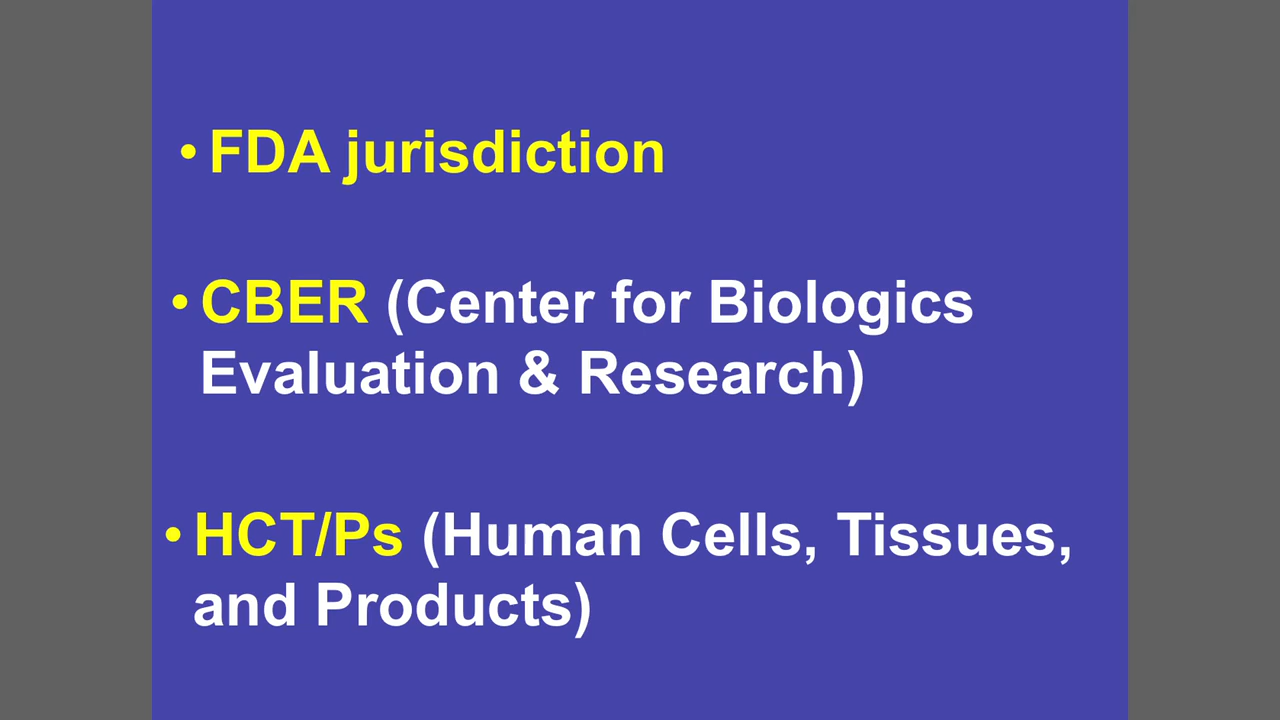 • FDA jurisdiction
• CBER (Center for Biologics
Evaluation & Research)
• HCT/Ps (Human Cells, Tissues,
and Products)